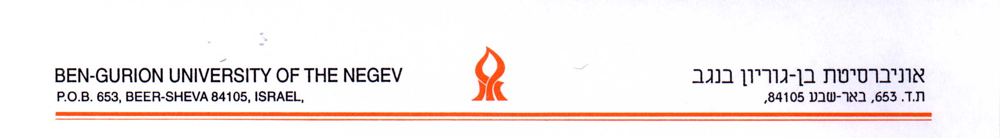 BEN-GURION UNIVERSITY OF THE NEGEV
P.O.B. 653, BEER-SHEVA 84105, ISRAEL,
אוניברסיטת בן-גוריון בנגב
ת.ד. 653, באר-שבע 84105,